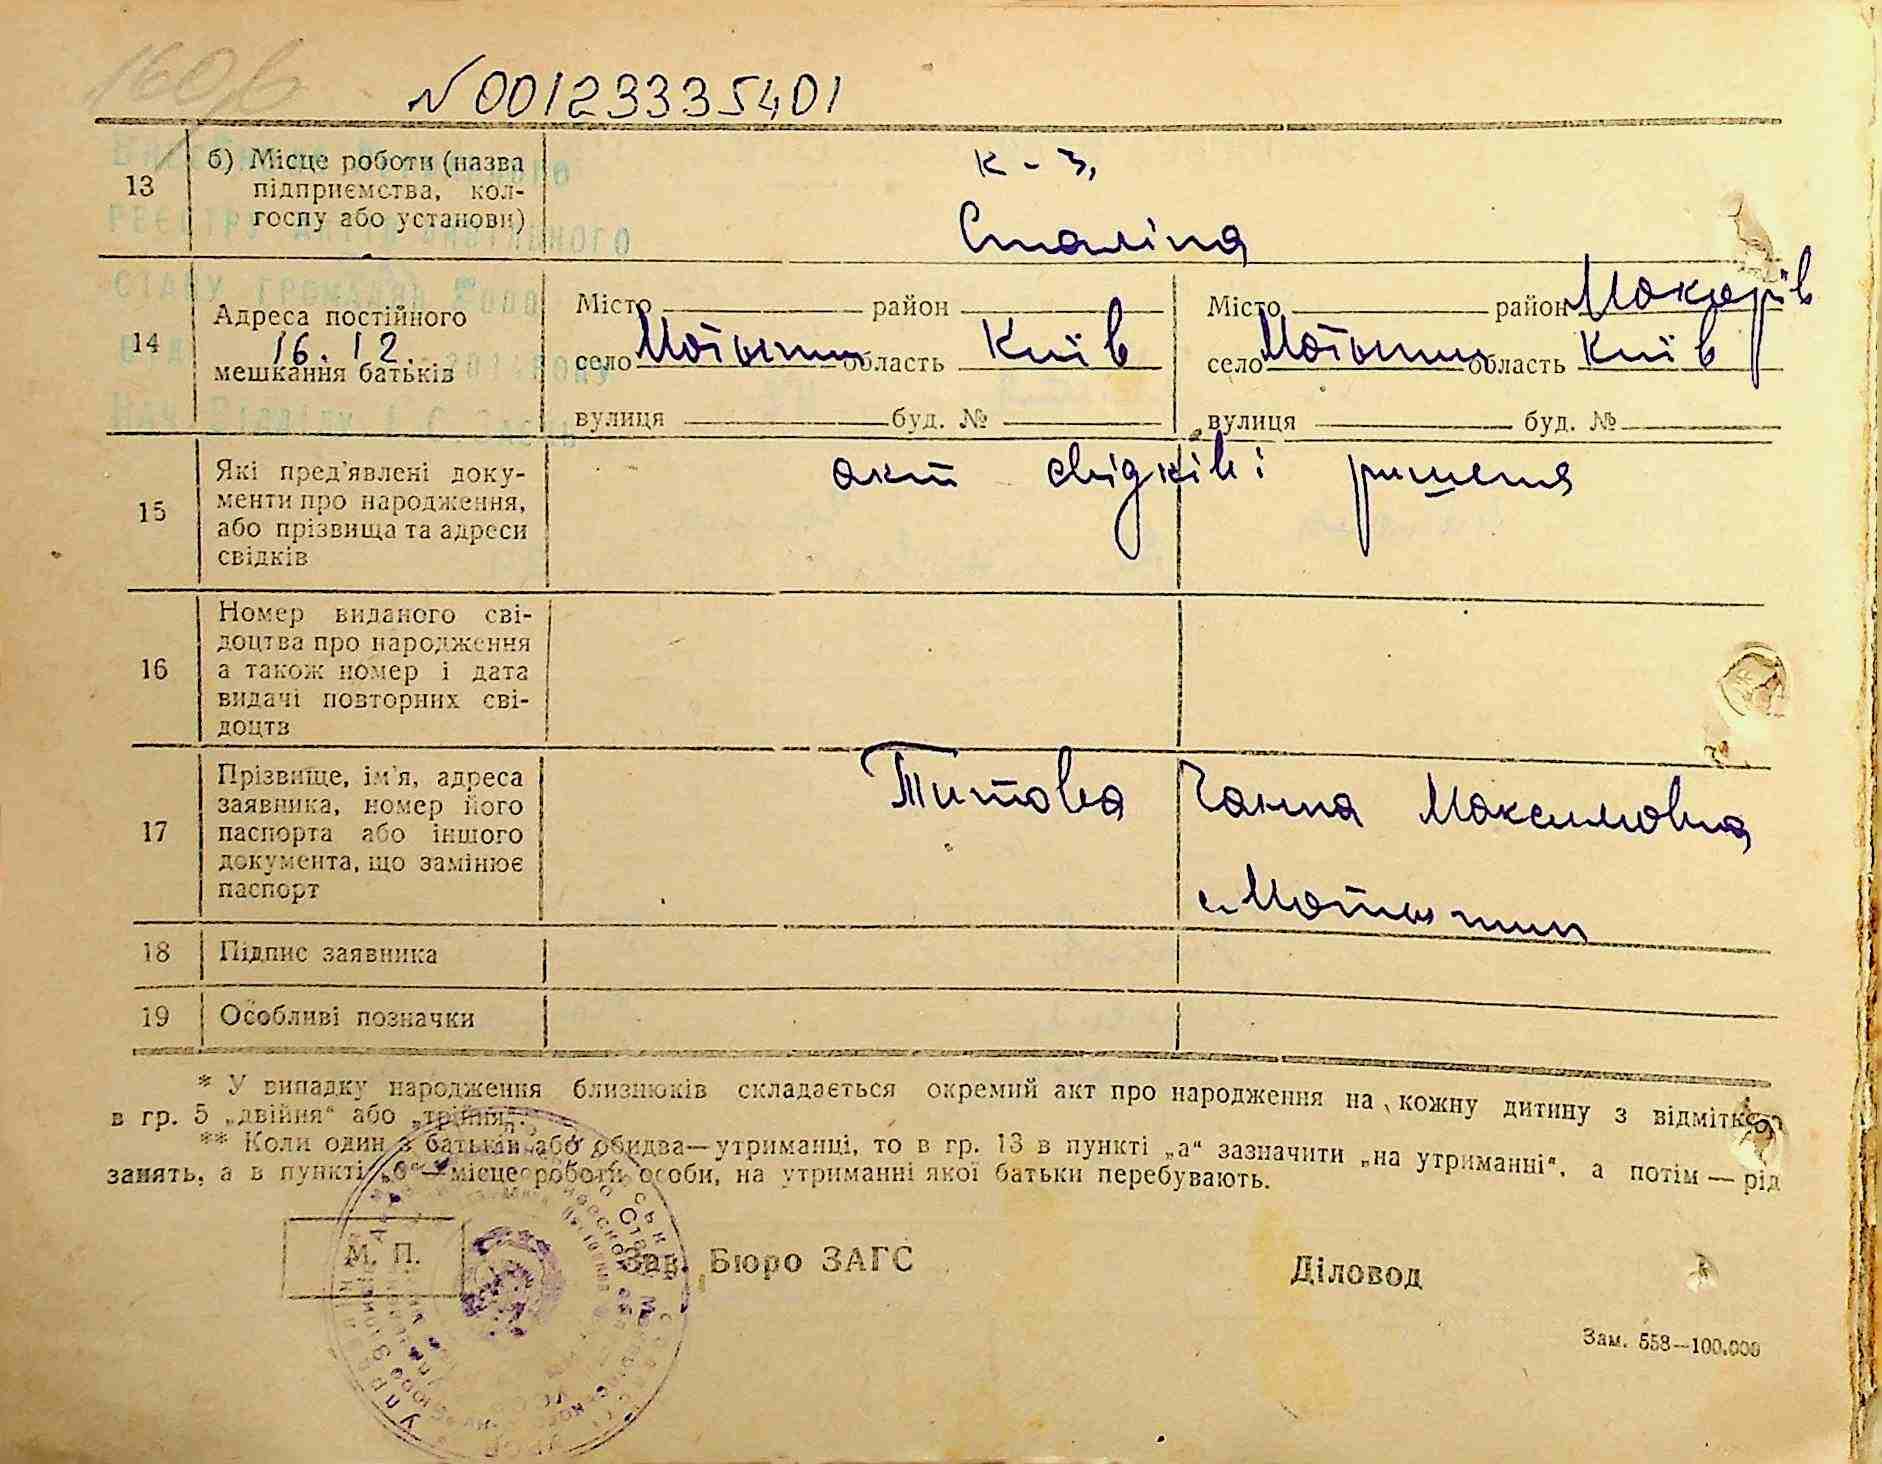 160б
N00123335401
13 б) Місце роботи (назва
підприємства, кол-
госпу або установи)
к-з,
Сталіна
14 Адреса постійного
16.12.
мешкання батьків
Місто район
село Мотыжин область Київ
вулиця буд. №
Місто район Макарів
село Мотыжин область Київ
вулиця буд. №
15 Які пред'явлені доку-
менти про народження,
або прізвища та адреси
свідків
акт свідків і ришеня
16 Номер виданого сві-
доцтва про народження
а також номер і дата
видачі повторних сві-
доцтв
17 Прізвище, ім'я, адреса
заявника, номер його
паспорта або іншого
документа, що замінює
паспорт
Титова Ганна Максимовна
с. Мотыжин
18 Підпис заявника
19 Особливі позначки
* У випадку народження близнюків складається окремий акт про народження на кожну дитину з відміткою
в гр. 5 „двійня“ або „трійня“.
** Коли один з батьків або обидва—утриманці, то в гр. 13 в пункті „а“ зазначити „на утриманні“, а потім — рід
занять, а в пункті „б“—місце роботи особи, на утриманні якої батьки перебувають.
М. П.
Зав. Бюро ЗАГС
Діловод
Зам. 558—100.000